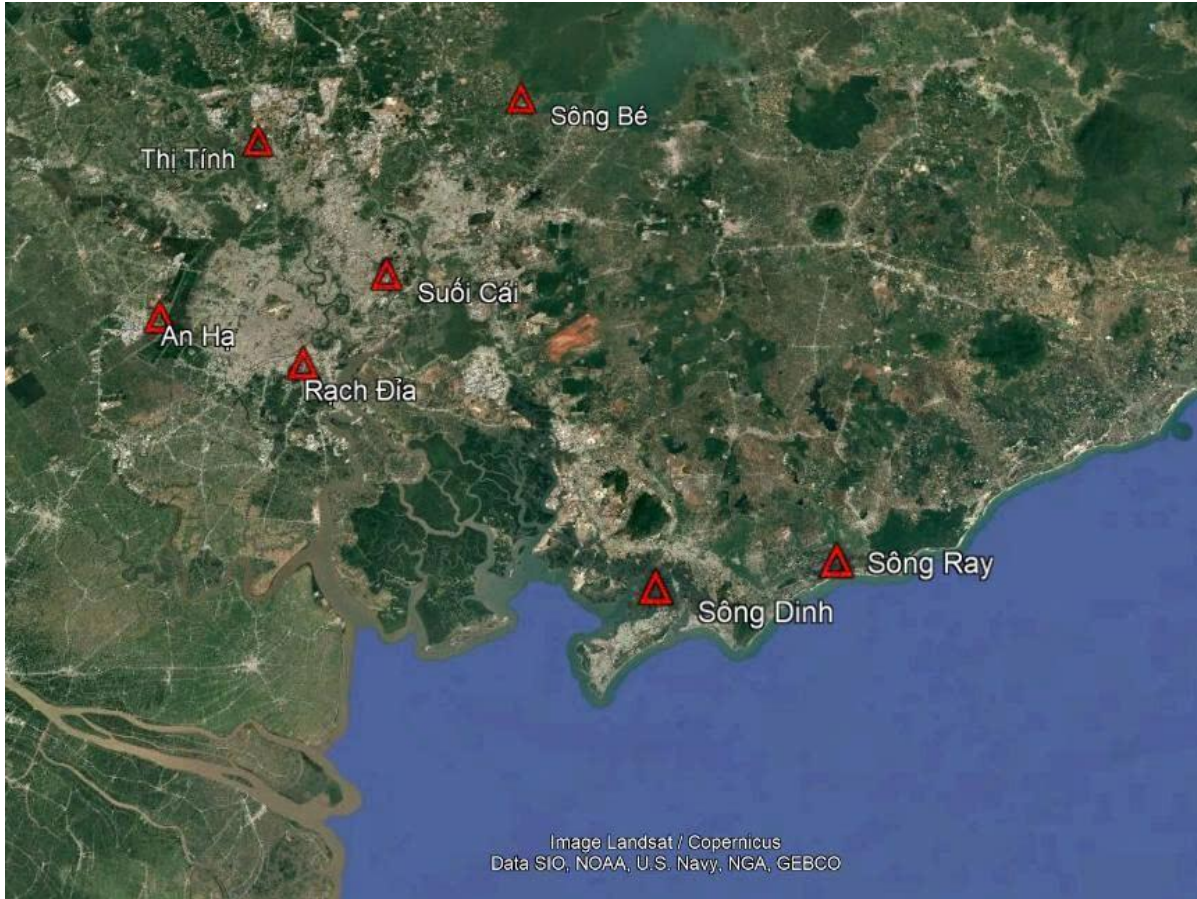 Sông Bé
Thị Tính
Suối Cái
An Hạ
Rạch Đỉa
Sông Ray
Sông Dinh
Image Landsat / Copernicus
Data SIO, NOAA, U.S. Navy, NGA, GEBCO